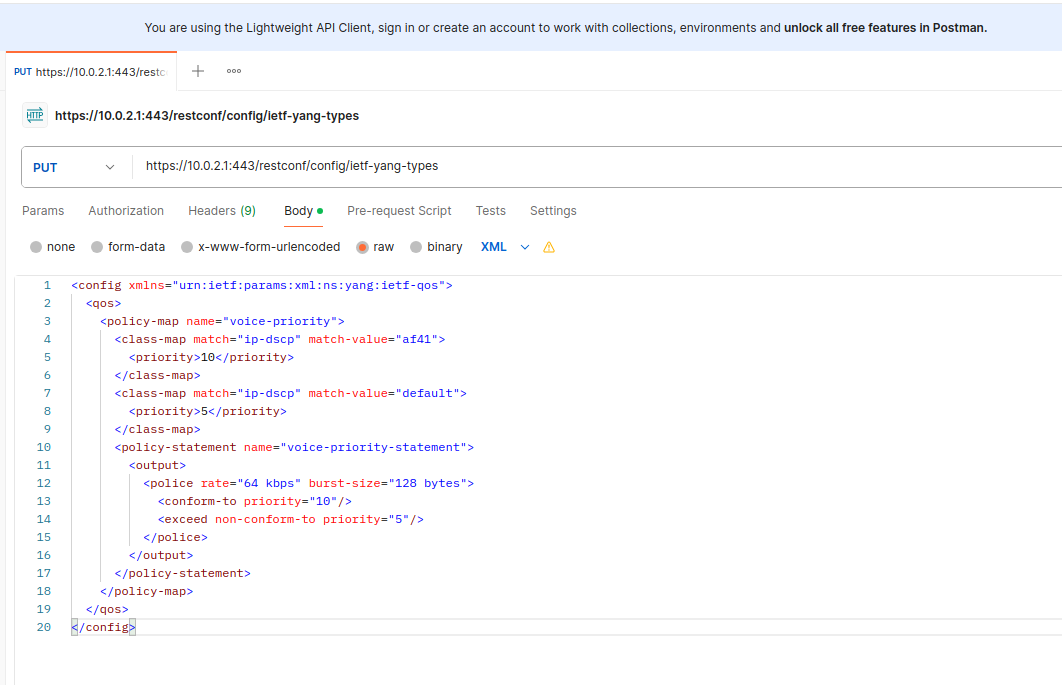 You are using the Lightweight API Client, sign in or create an account to work with collections, environments and unlock all free features in Postman.
PUT https://10.0.2.1:443/restc
HTTP https://10.0.2.1:443/restconf/config/ietf-yang-types
PUT https://10.0.2.1:443/restconf/config/ietf-yang-types
Params Authorization Headers (9) Body Pre-request Script Tests Settings
none form-data x-www-form-urlencoded raw binary XML
1 <config xmlns="urn:ietf:params:xml:ns:yang:ietf-qos">
2 <qos>
3 <policy-map name="voice-priority">
4 <class-map match="ip-dscp" match-value="af41">
5 <priority>10</priority>
6 </class-map>
7 <class-map match="ip-dscp" match-value="default">
8 <priority>5</priority>
9 </class-map>
10 <policy-statement name="voice-priority-statement">
11 <output>
12 <police rate="64 kbps" burst-size="128 bytes">
13 <conform-to priority="10"/>
14 <exceed non-conform-to priority="5"/>
15 </police>
16 </output>
17 </policy-statement>
18 </policy-map>
19 </qos>
20 </config>